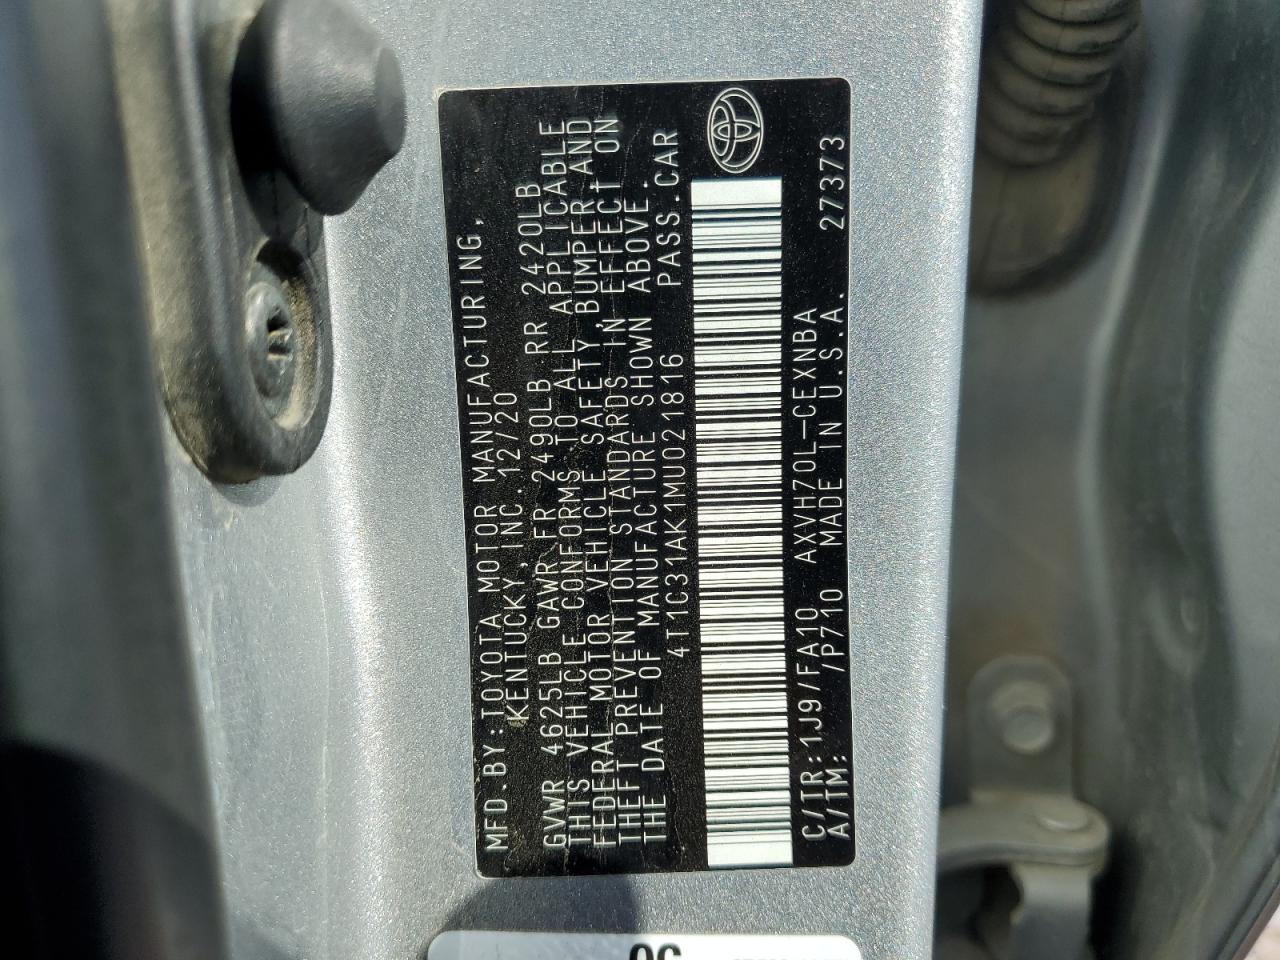 MFD.BY:TOYOTA MOTOR MANUFACTURING,
KENTUCKY,INC.12/20
GVWR 4625LB GAWR FR 2490LB RR 2420LB
THIS VEHICLE CONFORMS TO ALL APPLICABLE
FEDERAL MOTOR VEHICLE SAFETY,BUMPER,AND
THEFT PREVENTION STANDARDS IN EFFECT ON
THE DATE OF MANUFACTURE SHOWN ABOVE.
4T1C31AK1MU021816 PASS.CAR
C/TR:1J9/FA10 AXVH70L-CEXNBA
A/TM: /P710 MADE IN U.S.A. 27373